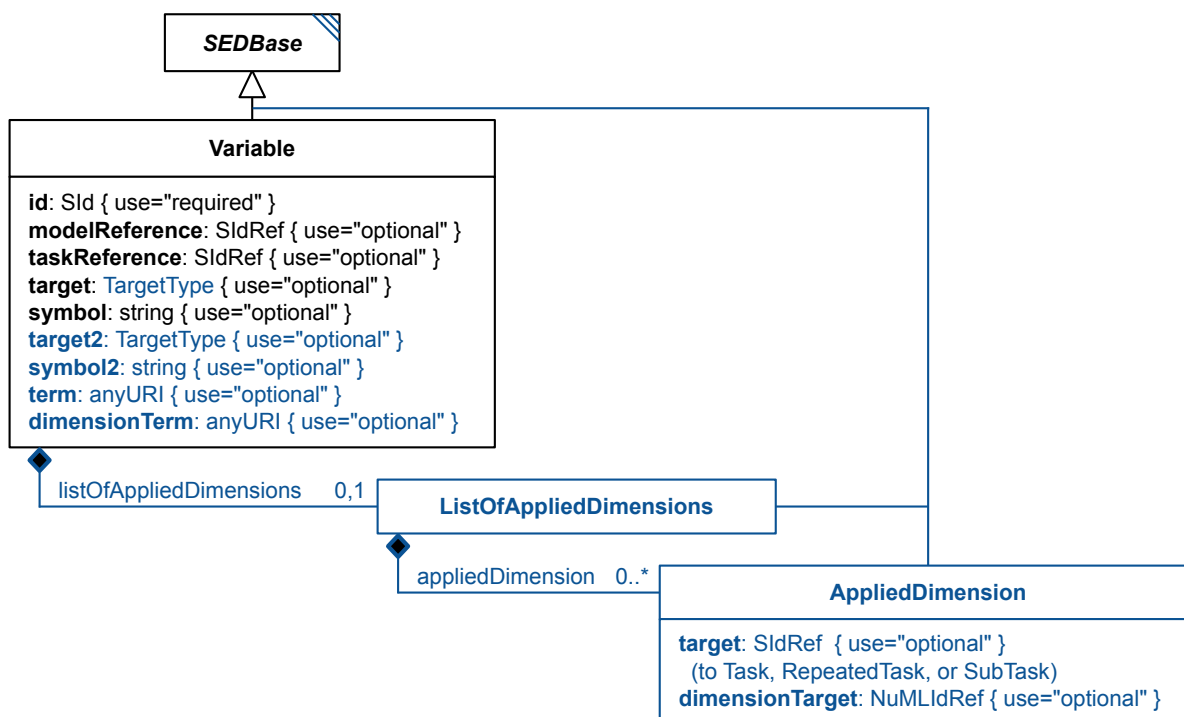 SEDBase
Variable
id: SId { use="required" }
modelReference: SIdRef { use="optional" }
taskReference: SIdRef { use="optional" }
target: TargetType { use="optional" }
symbol: string { use="optional" }
target2: TargetType { use="optional" }
symbol2: string { use="optional" }
term: anyURI { use="optional" }
dimensionTerm: anyURI { use="optional" }
listOfAppliedDimensions 0,1
ListOfAppliedDimensions
appliedDimension 0..*
AppliedDimension
target: SIdRef { use="optional" }
(to Task, RepeatedTask, or SubTask)
dimensionTarget: NuMLIdRef { use="optional" }